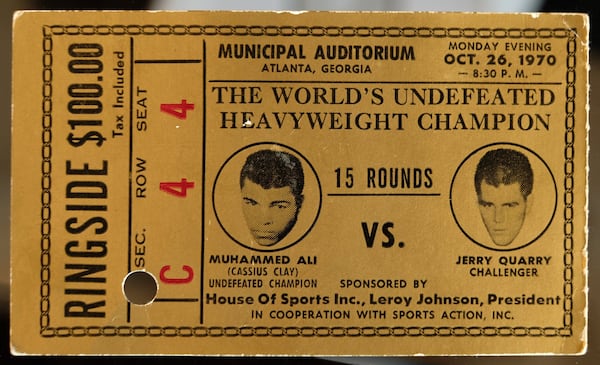 RINGSIDE $100.00
Tax Included
SEC. ROW SEAT
C 4 4
MUNICIPAL AUDITORIUM
ATLANTA, GEORGIA
MONDAY EVENING
OCT. 26, 1970
— 8:30 P. M. —
THE WORLD'S UNDEFEATED
HEAVYWEIGHT CHAMPION
15 ROUNDS
VS.
MUHAMMED ALI
(CASSIUS CLAY)
UNDEFEATED CHAMPION
JERRY QUARRY
CHALLENGER
SPONSORED BY
House Of Sports Inc., Leroy Johnson, President
IN COOPERATION WITH SPORTS ACTION, INC.